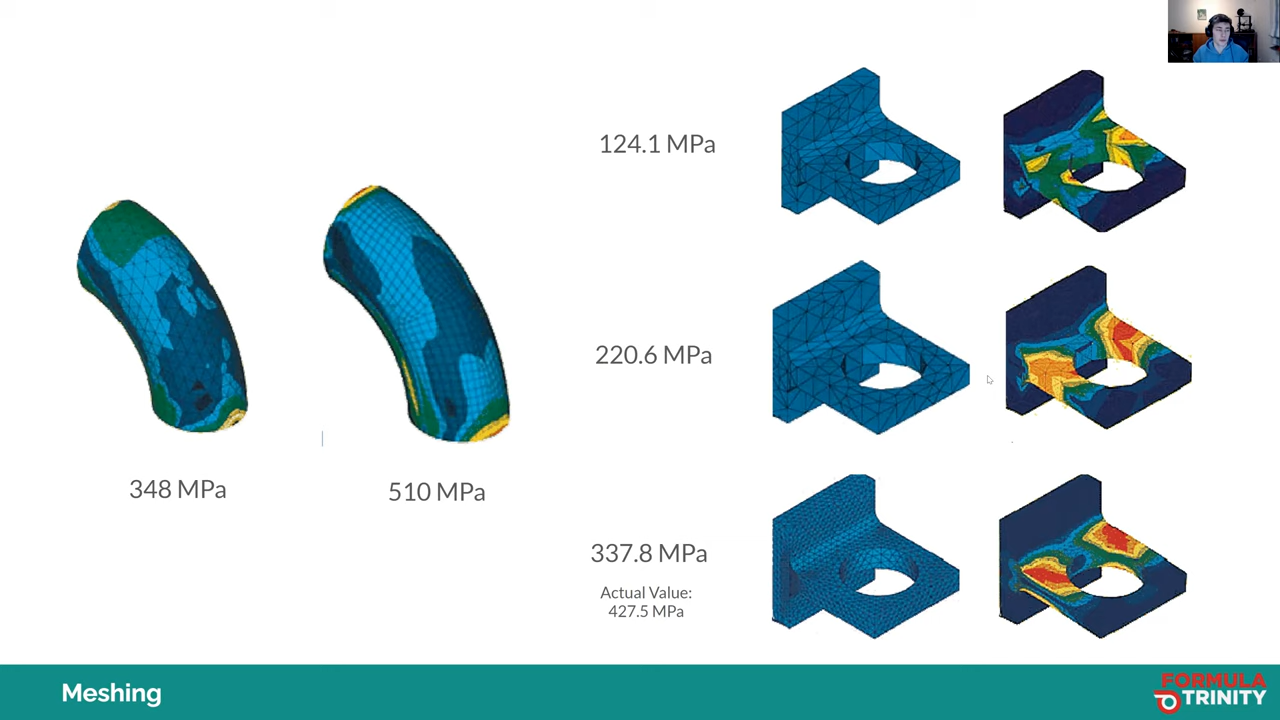 124.1 MPa
220.6 MPa
348 MPa
510 MPa
337.8 MPa
Actual Value:
427.5 MPa
Meshing
FORMULA
TRINITY